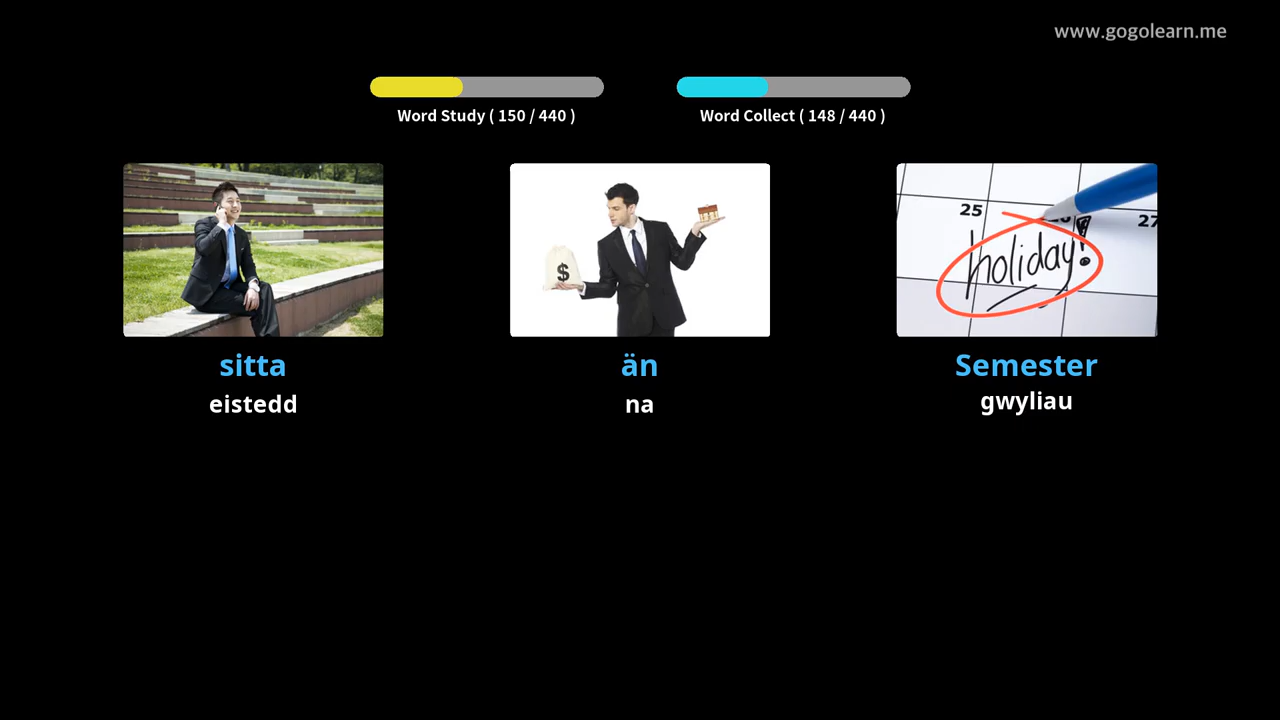 www.gogolearn.me
Word Study ( 150 / 440 )
Word Collect ( 148 / 440 )
$
25
27
holiday!
sitta
än
Semester
eistedd
na
gwyliau